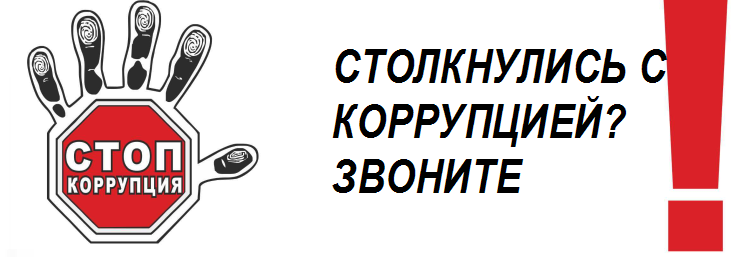 СТОП
КОРРУПЦИЯ
СТОЛКНУЛИСЬ С
КОРРУПЦИЕЙ?
ЗВОНИТЕ
!